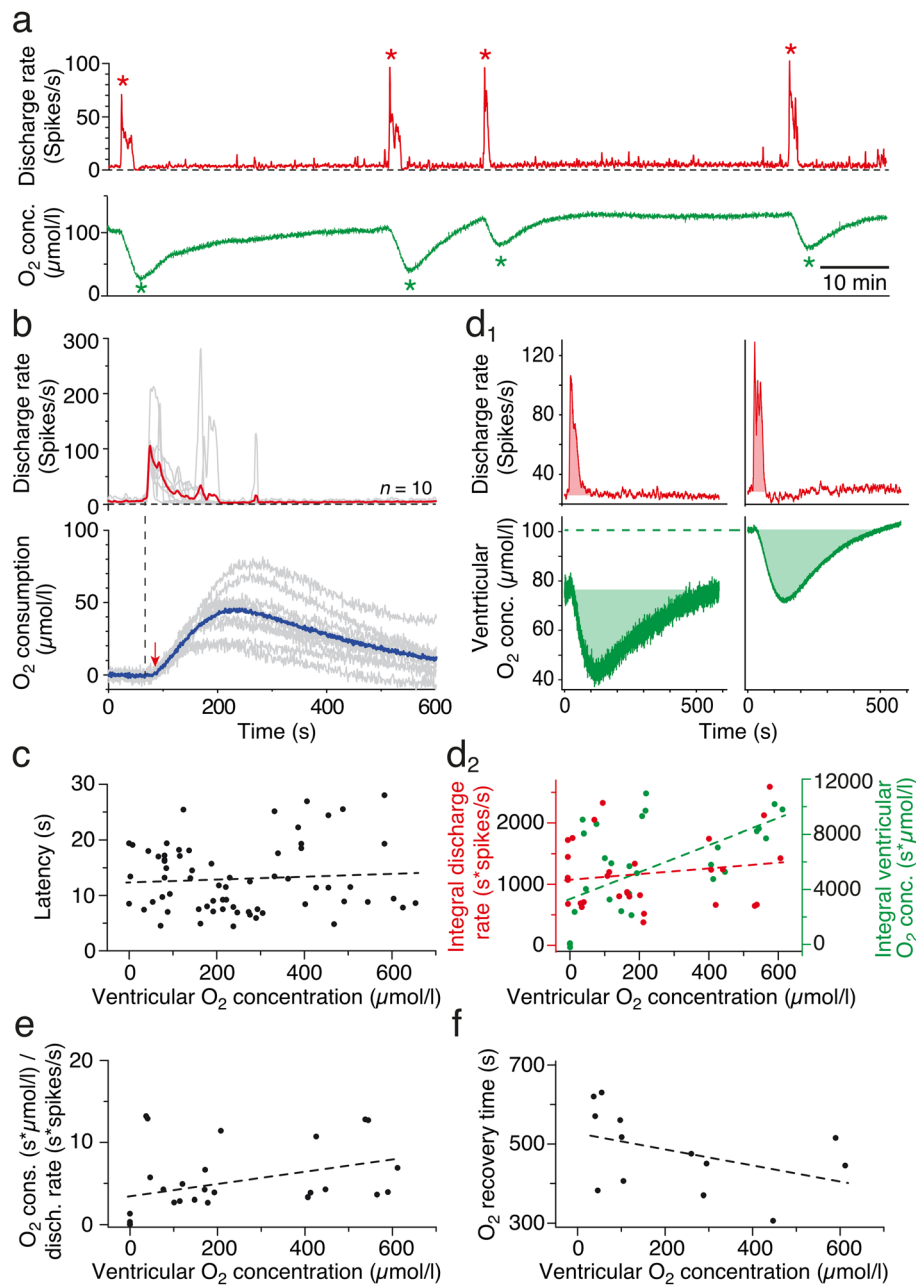 a
Discharge rate
(Spikes/s)
100
50
0
*
*
*
*
O2 conc.
(µmol/l)
100
0
*
*
*
*
10 min
b
Discharge rate
(Spikes/s)
300
200
100
0
n = 10
O2 consumption
(µmol/l)
100
50
0
0
200
400
600
Time (s)
d1
Discharge rate
(Spikes/s)
120
80
40
Ventricular
O2 conc. (µmol/l)
100
80
60
40
0
500
0
500
Time (s)
c
Latency (s)
30
20
10
0
0
200
400
600
Ventricular O2 concentration (µmol/l)
d2
Integral discharge
rate (s*spikes/s)
2000
1000
0
12000
8000
4000
0
Integral ventricular
O2 conc. (s*µmol/l)
0
200
400
600
Ventricular O2 concentration (µmol/l)
e
O2 cons. (s*µmol/l) /
disch. rate (s*spikes/s)
20
10
0
0
200
400
600
Ventricular O2 concentration (µmol/l)
f
O2 recovery time (s)
700
500
300
0
200
400
600
Ventricular O2 concentration (µmol/l)